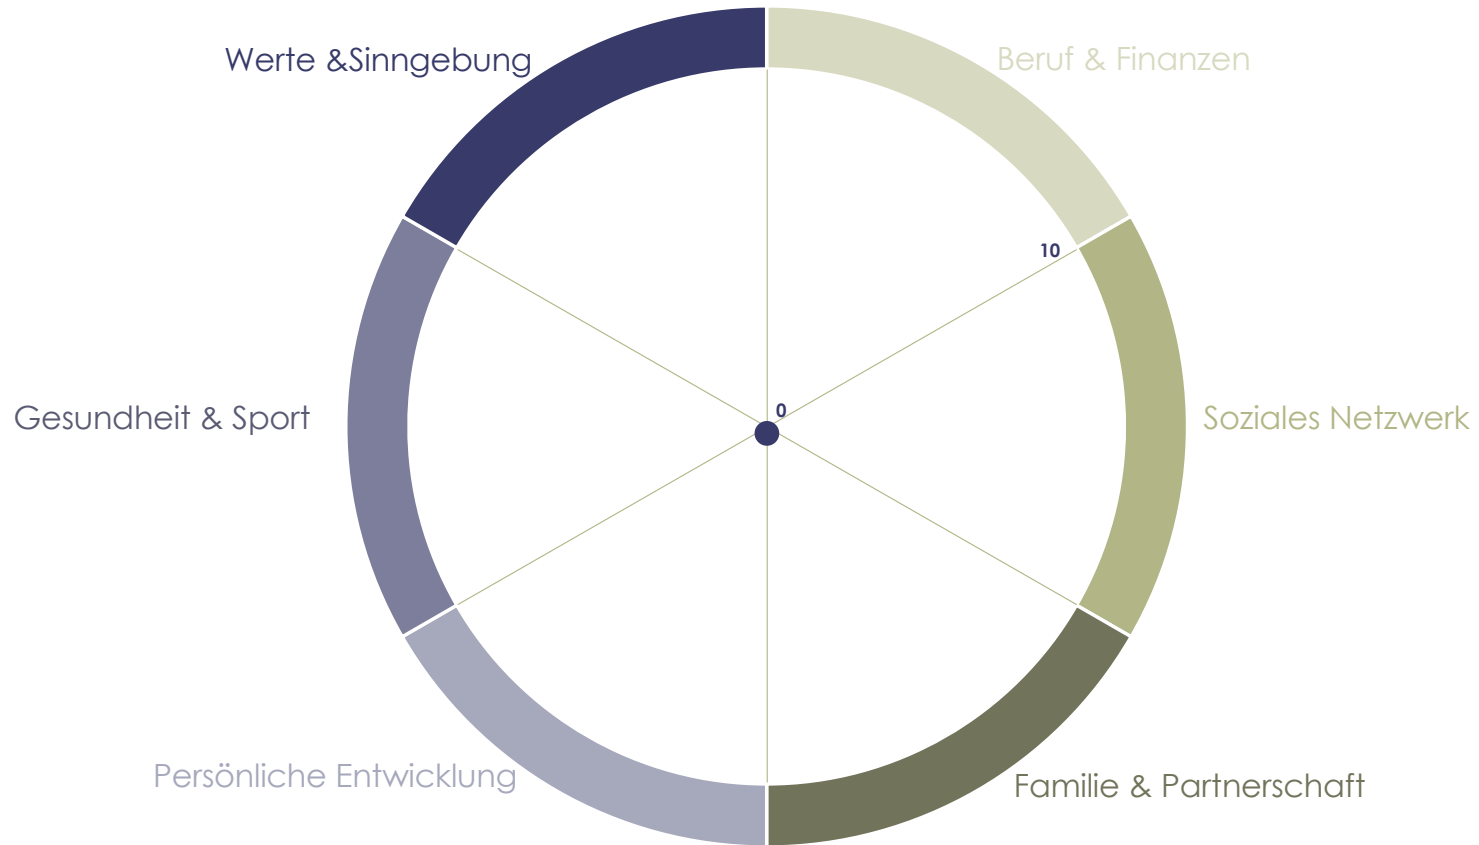 Werte &Sinngebung
Beruf & Finanzen
10
0
Gesundheit & Sport
Soziales Netzwerk
Persönliche Entwicklung
Familie & Partnerschaft